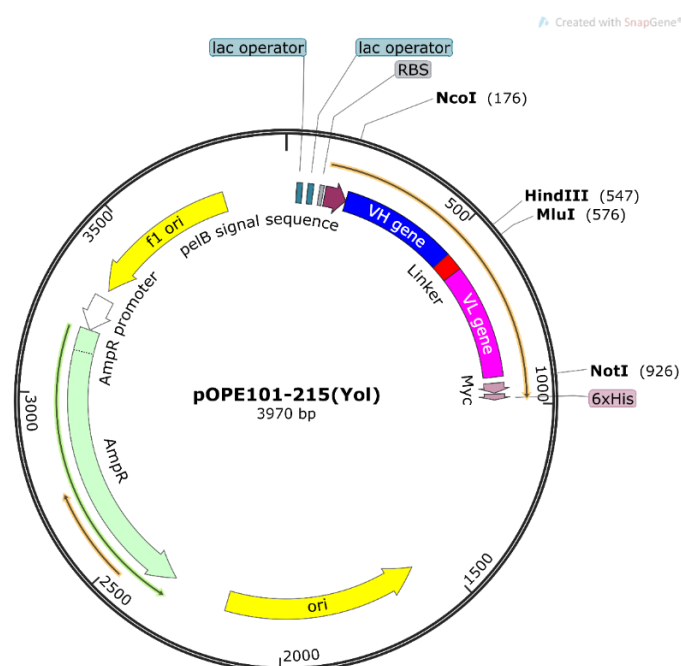 Created with SnapGene®
lac operator
lac operator
RBS
NcoI (176)
HindIII (547)
MluI (576)
NotI (926)
6xHis
500
1000
1500
2000
2500
3000
3500
f1 ori
pelB signal sequence
VH gene
Linker
VL gene
Myc
AmpR promoter
AmpR
ori
pOPE101-215(Yol)
3970 bp